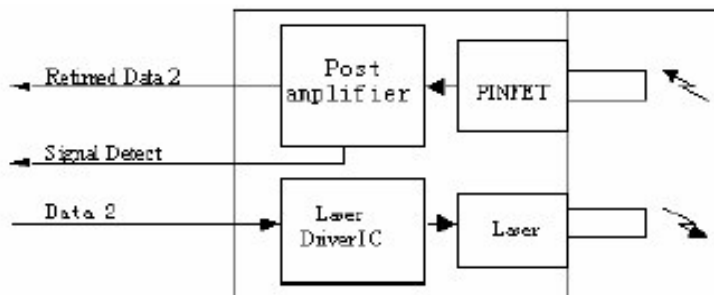 Retimed Data 2
Post
amplifier
PINFET
Signal Detect
Data 2
Laser
DriverIC
Laser